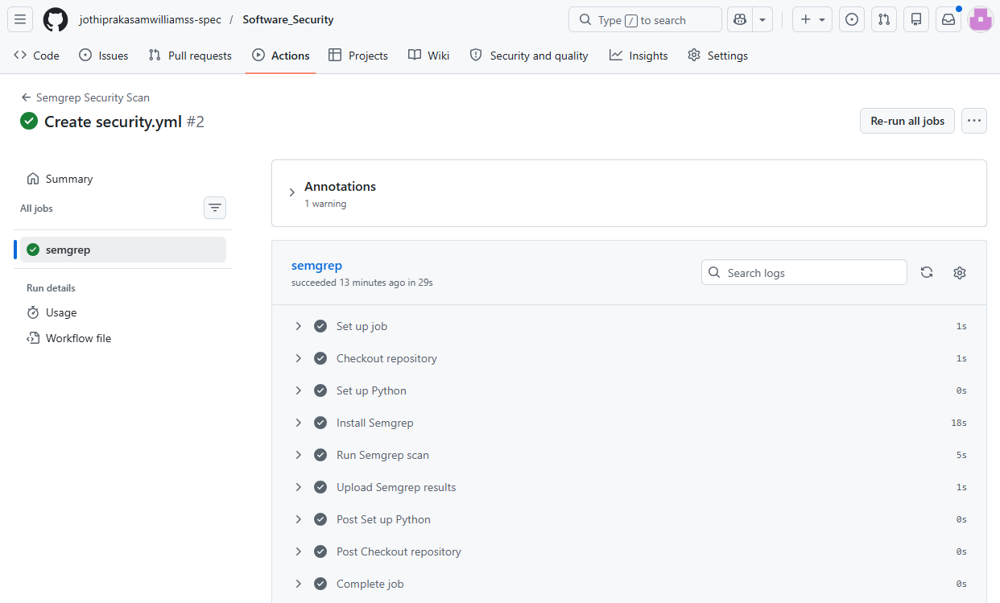 jothiprakasamwilliamss-spec / Software_Security
Type / to search
Code
Issues
Pull requests
Actions
Projects
Wiki
Security and quality
Insights
Settings
Semgrep Security Scan
Create security.yml #2
Re-run all jobs
Summary
All jobs
semgrep
Run details
Usage
Workflow file
Annotations
1 warning
semgrep
succeeded 13 minutes ago in 29s
Search logs
Set up job 1s
Checkout repository 1s
Set up Python 0s
Install Semgrep 18s
Run Semgrep scan 5s
Upload Semgrep results 1s
Post Set up Python 0s
Post Checkout repository 0s
Complete job 0s